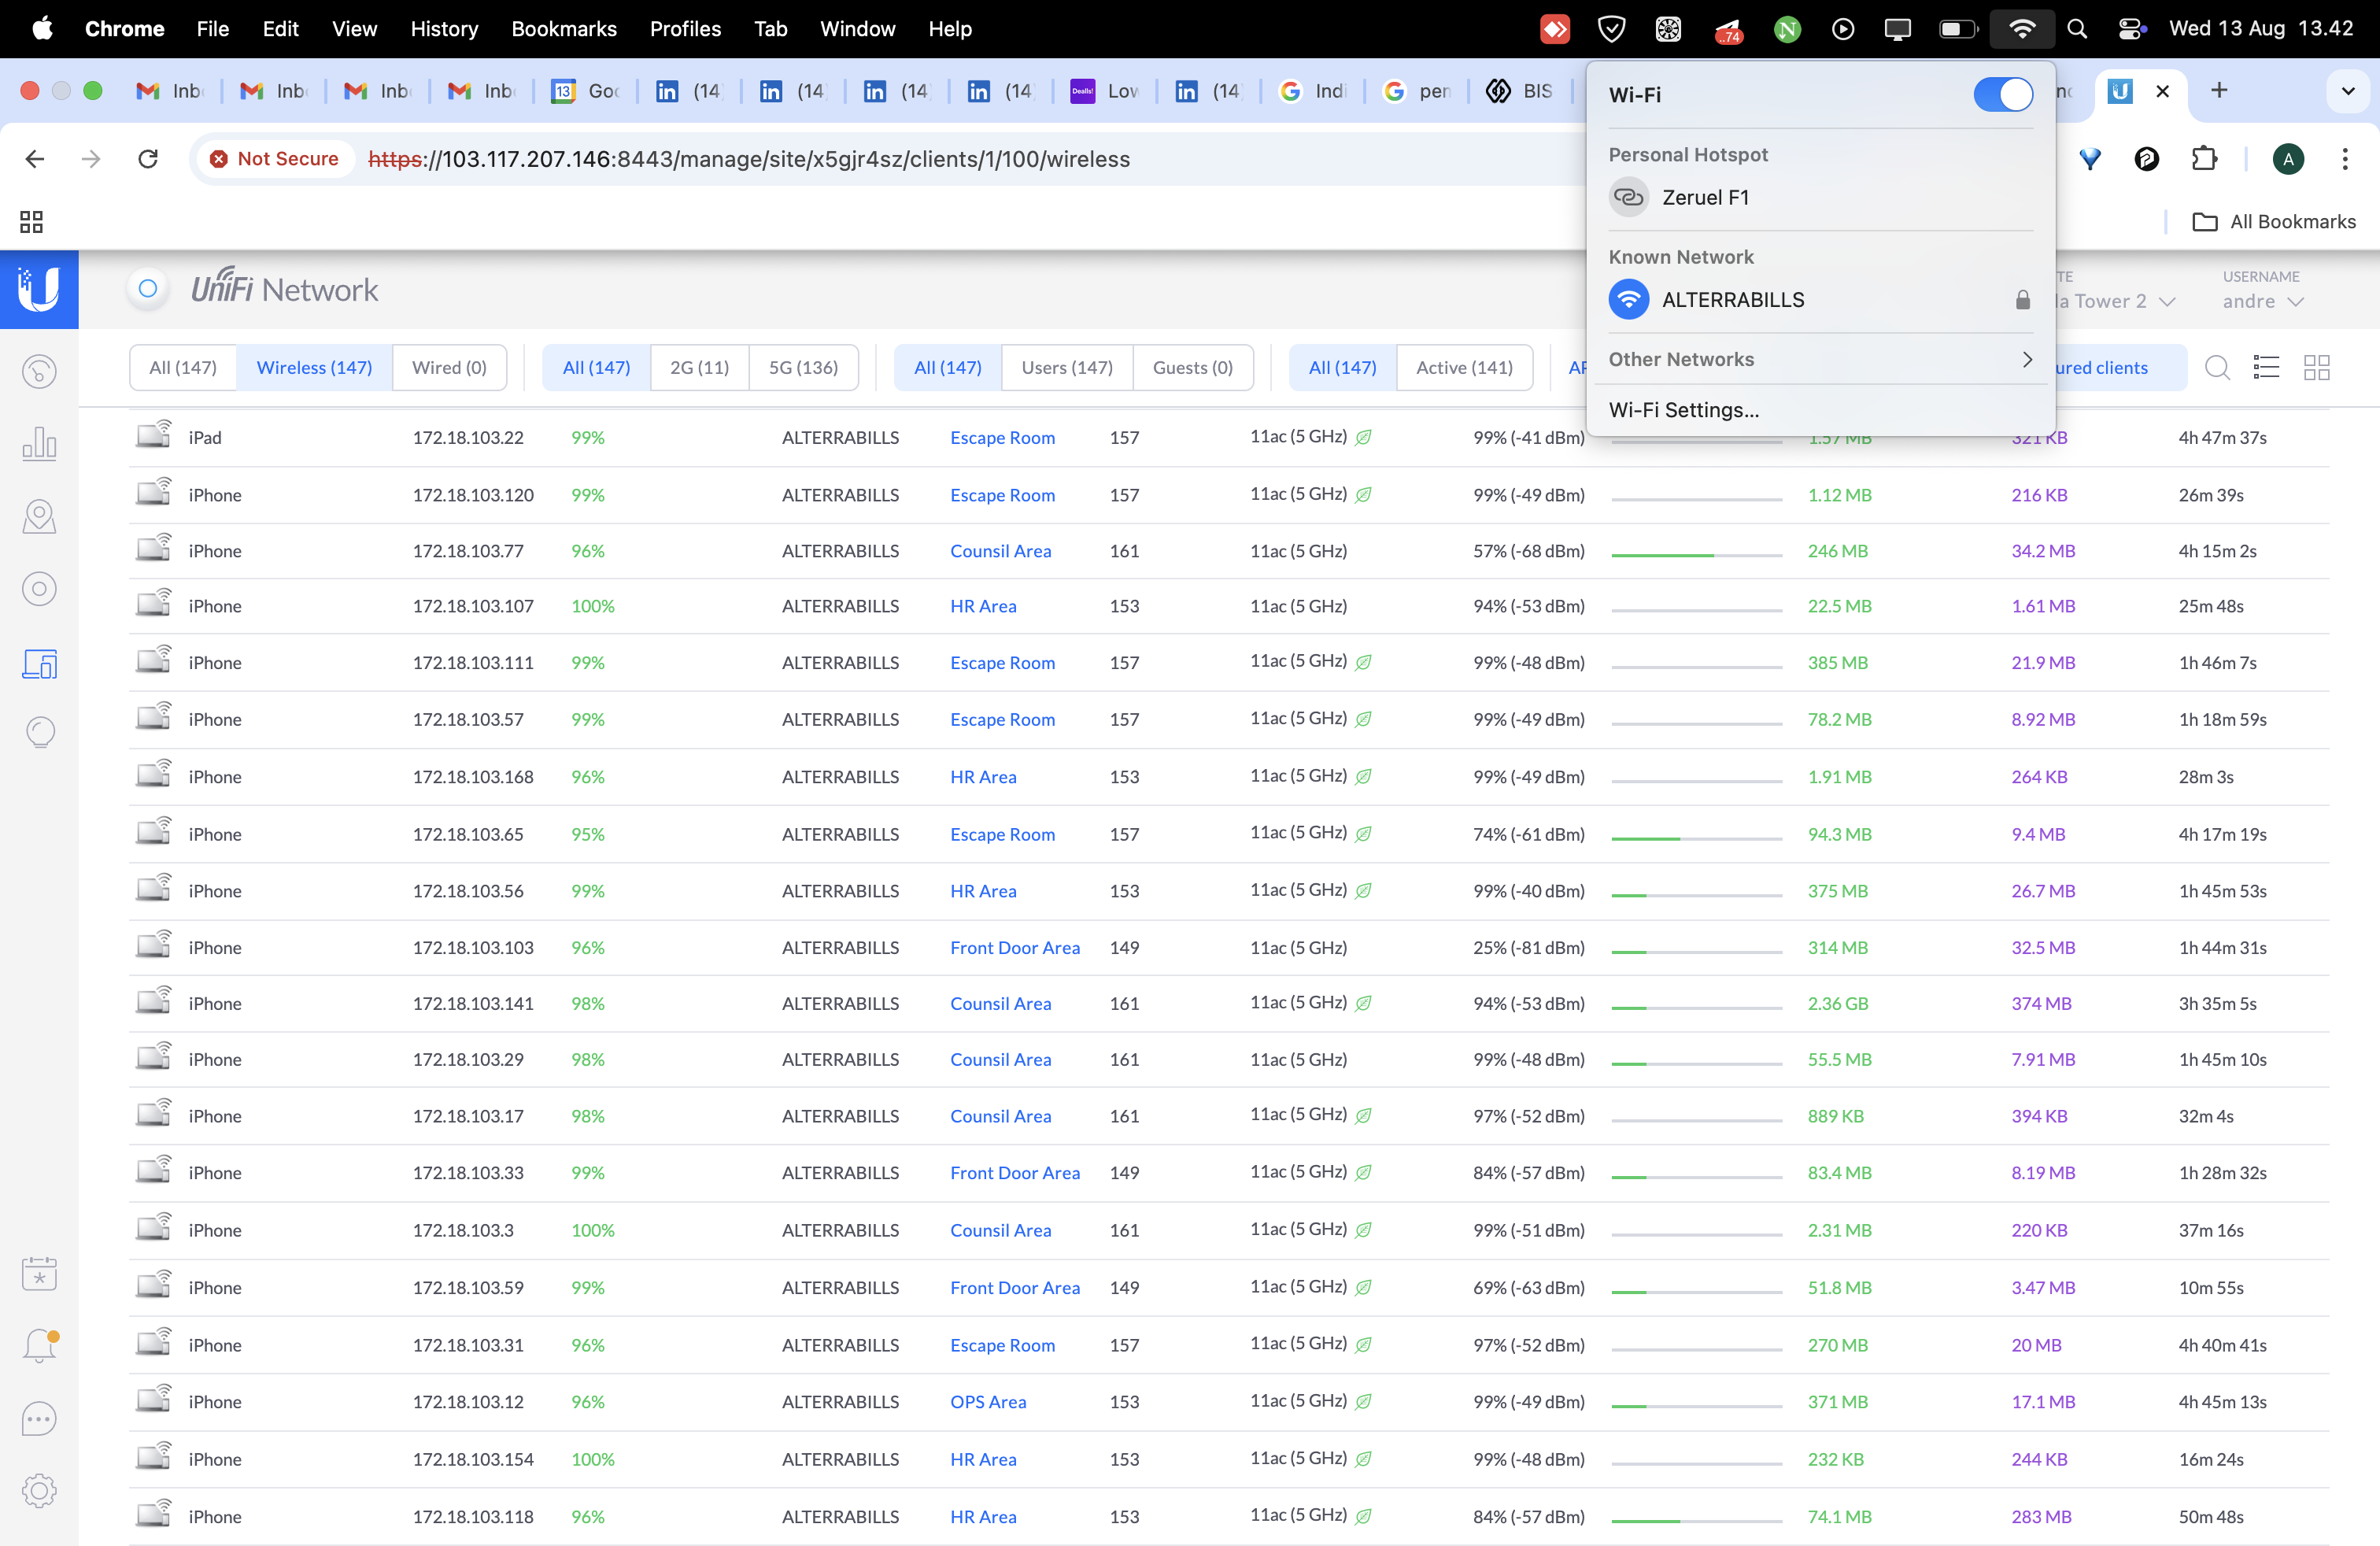 Chrome File Edit View History Bookmarks Profiles Tab Window Help ..74 N Wed 13 Aug 13.42
Inb Inb Inb Inb 13 Goo in (14 in (14 in (14 in (14 Dealls! Low in (14 Indi pen BIS
Not Secure https://103.117.207.146:8443/manage/site/x5gjr4sz/clients/1/100/wireless A
All Bookmarks
Wi-Fi
Personal Hotspot
Zeruel F1
Known Network
ALTERRABILLS
Other Networks
Wi-Fi Settings...
UniFi Network
la Tower 2
USERNAME
andre
All (147) Wireless (147) Wired (0) All (147) 2G (11) 5G (136) All (147) Users (147) Guests (0) All (147) Active (141) ured clients
iPad 172.18.103.22 99% ALTERRABILLS Escape Room 157 11ac (5 GHz) 99% (-41 dBm) 1.57 MB 321 KB 4h 47m 37s
iPhone 172.18.103.120 99% ALTERRABILLS Escape Room 157 11ac (5 GHz) 99% (-49 dBm) 1.12 MB 216 KB 26m 39s
iPhone 172.18.103.77 96% ALTERRABILLS Counsil Area 161 11ac (5 GHz) 57% (-68 dBm) 246 MB 34.2 MB 4h 15m 2s
iPhone 172.18.103.107 100% ALTERRABILLS HR Area 153 11ac (5 GHz) 94% (-53 dBm) 22.5 MB 1.61 MB 25m 48s
iPhone 172.18.103.111 99% ALTERRABILLS Escape Room 157 11ac (5 GHz) 99% (-48 dBm) 385 MB 21.9 MB 1h 46m 7s
iPhone 172.18.103.57 99% ALTERRABILLS Escape Room 157 11ac (5 GHz) 99% (-49 dBm) 78.2 MB 8.92 MB 1h 18m 59s
iPhone 172.18.103.168 96% ALTERRABILLS HR Area 153 11ac (5 GHz) 99% (-49 dBm) 1.91 MB 264 KB 28m 3s
iPhone 172.18.103.65 95% ALTERRABILLS Escape Room 157 11ac (5 GHz) 74% (-61 dBm) 94.3 MB 9.4 MB 4h 17m 19s
iPhone 172.18.103.56 99% ALTERRABILLS HR Area 153 11ac (5 GHz) 99% (-40 dBm) 375 MB 26.7 MB 1h 45m 53s
iPhone 172.18.103.103 96% ALTERRABILLS Front Door Area 149 11ac (5 GHz) 25% (-81 dBm) 314 MB 32.5 MB 1h 44m 31s
iPhone 172.18.103.141 98% ALTERRABILLS Counsil Area 161 11ac (5 GHz) 94% (-53 dBm) 2.36 GB 374 MB 3h 35m 5s
iPhone 172.18.103.29 98% ALTERRABILLS Counsil Area 161 11ac (5 GHz) 99% (-48 dBm) 55.5 MB 7.91 MB 1h 45m 10s
iPhone 172.18.103.17 98% ALTERRABILLS Counsil Area 161 11ac (5 GHz) 97% (-52 dBm) 889 KB 394 KB 32m 4s
iPhone 172.18.103.33 99% ALTERRABILLS Front Door Area 149 11ac (5 GHz) 84% (-57 dBm) 83.4 MB 8.19 MB 1h 28m 32s
iPhone 172.18.103.3 100% ALTERRABILLS Counsil Area 161 11ac (5 GHz) 99% (-51 dBm) 2.31 MB 220 KB 37m 16s
iPhone 172.18.103.59 99% ALTERRABILLS Front Door Area 149 11ac (5 GHz) 69% (-63 dBm) 51.8 MB 3.47 MB 10m 55s
iPhone 172.18.103.31 96% ALTERRABILLS Escape Room 157 11ac (5 GHz) 97% (-52 dBm) 270 MB 20 MB 4h 40m 41s
iPhone 172.18.103.12 96% ALTERRABILLS OPS Area 153 11ac (5 GHz) 99% (-49 dBm) 371 MB 17.1 MB 4h 45m 13s
iPhone 172.18.103.154 100% ALTERRABILLS HR Area 153 11ac (5 GHz) 99% (-48 dBm) 232 KB 244 KB 16m 24s
iPhone 172.18.103.118 96% ALTERRABILLS HR Area 153 11ac (5 GHz) 84% (-57 dBm) 74.1 MB 283 MB 50m 48s